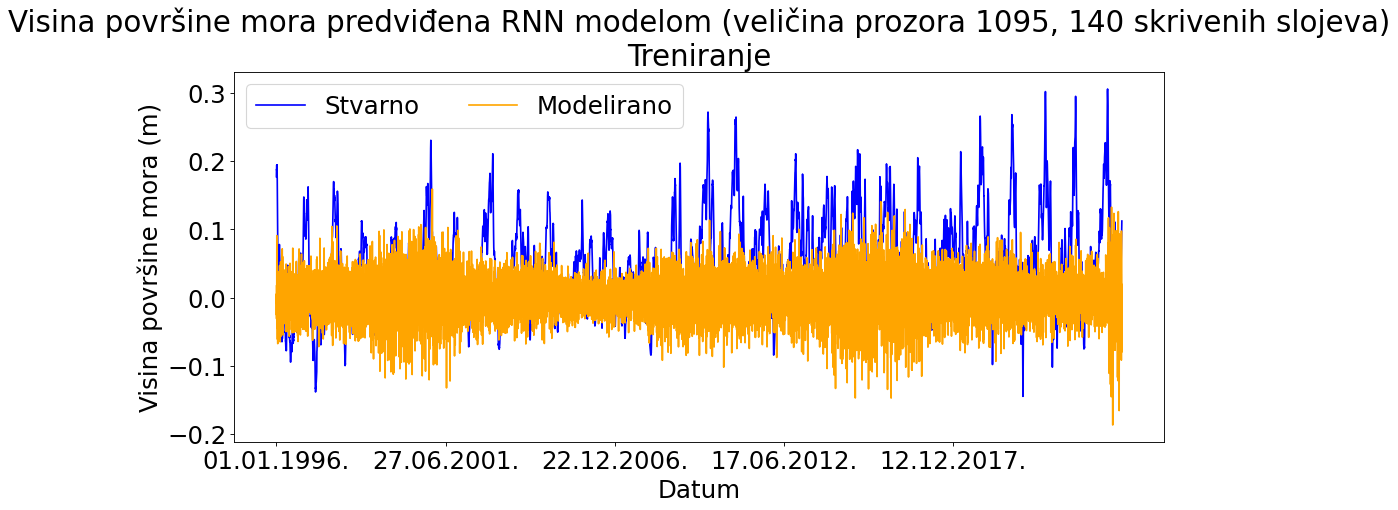 Visina površine mora predviđena RNN modelom (veličina prozora 1095, 140 skrivenih slojeva)
Treniranje
Stvarno
Modelirano
Visina površine mora (m)
0.3
0.2
0.1
0.0
−0.1
−0.2
01.01.1996.
27.06.2001.
22.12.2006.
17.06.2012.
12.12.2017.
Datum